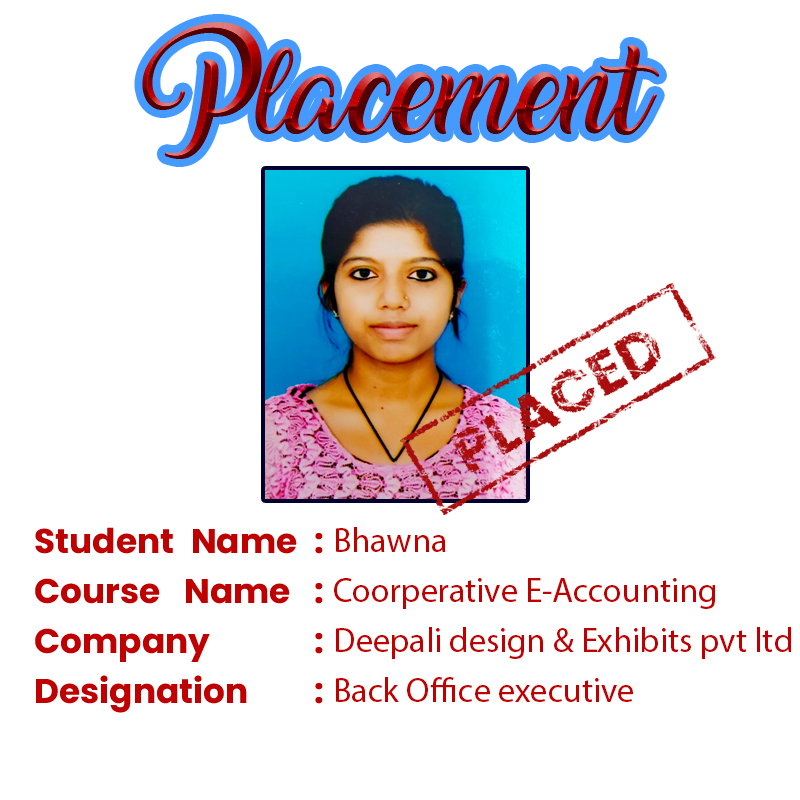 Placement
PLACED
Student Name : Bhawna
Course Name : Coorperative E-Accounting
Company : Deepali design & Exhibits pvt ltd
Designation : Back Office executive